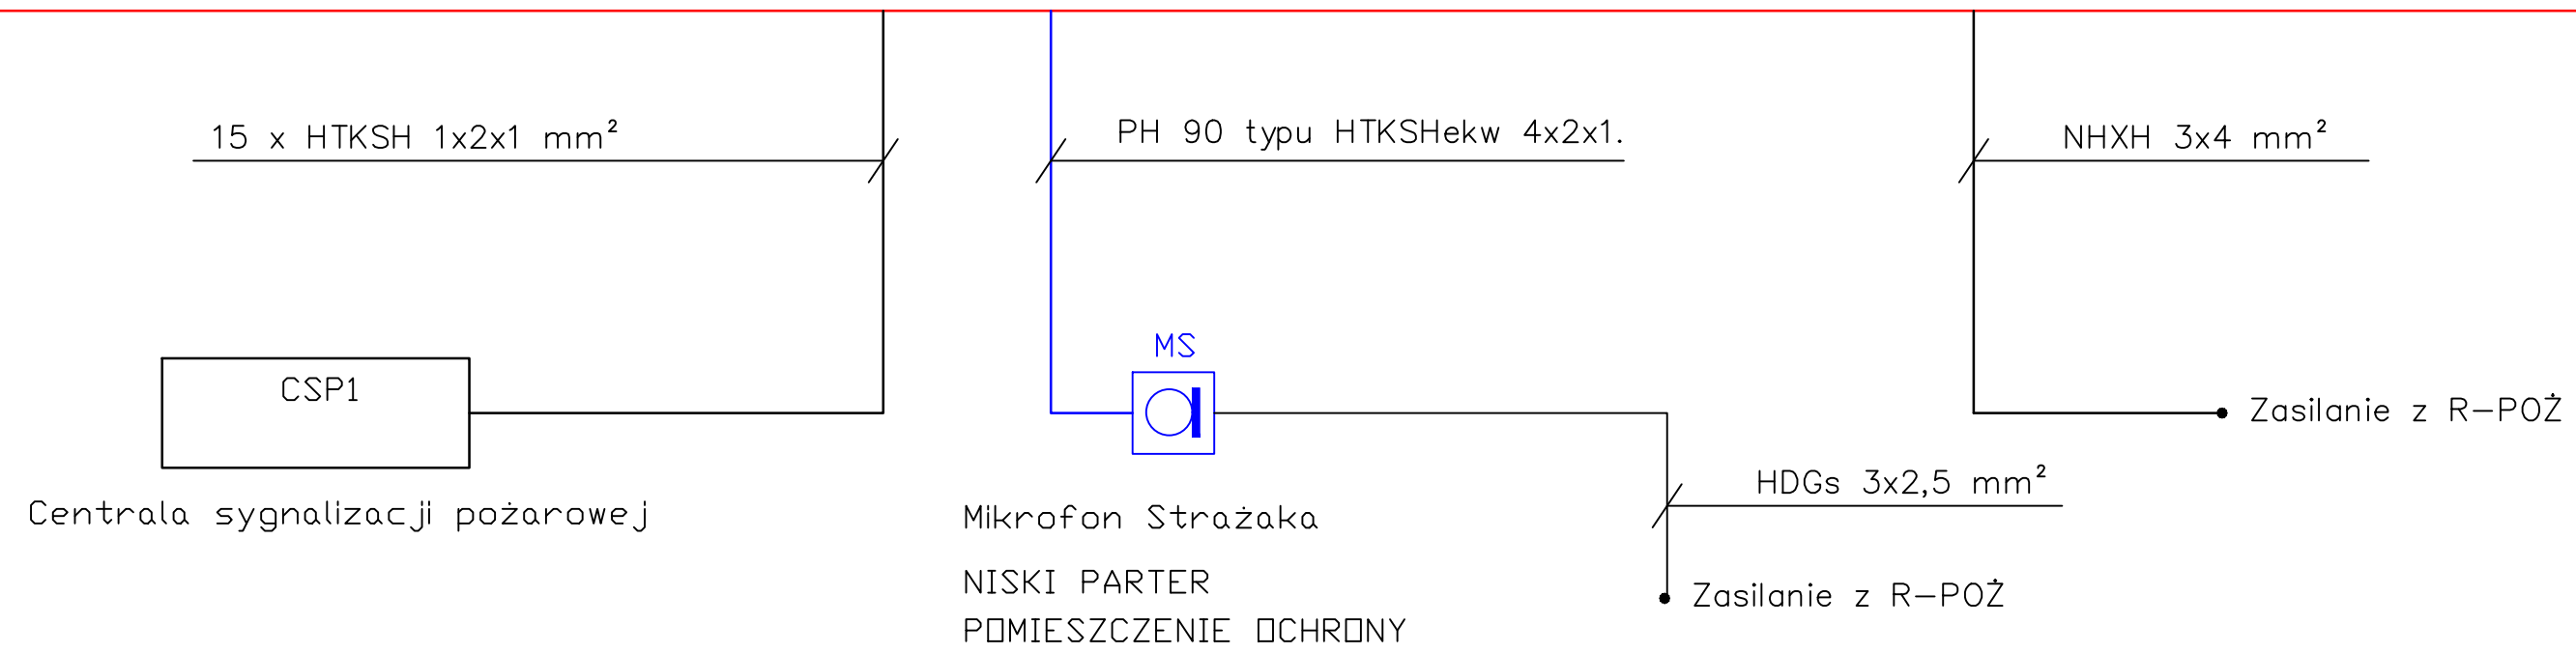 15 x HTKSH 1x2x1 mm²
PH 90 typu HTKSHekw 4x2x1.
NHXH 3x4 mm²
MS
CSP1
Zasilanie z R-POŻ
HDGs 3x2,5 mm²
Centrala sygnalizacji pożarowej
Mikrofon Strażaka
NISKI PARTER
Zasilanie z R-POŻ
POMIESZCZENIE OCHRONY